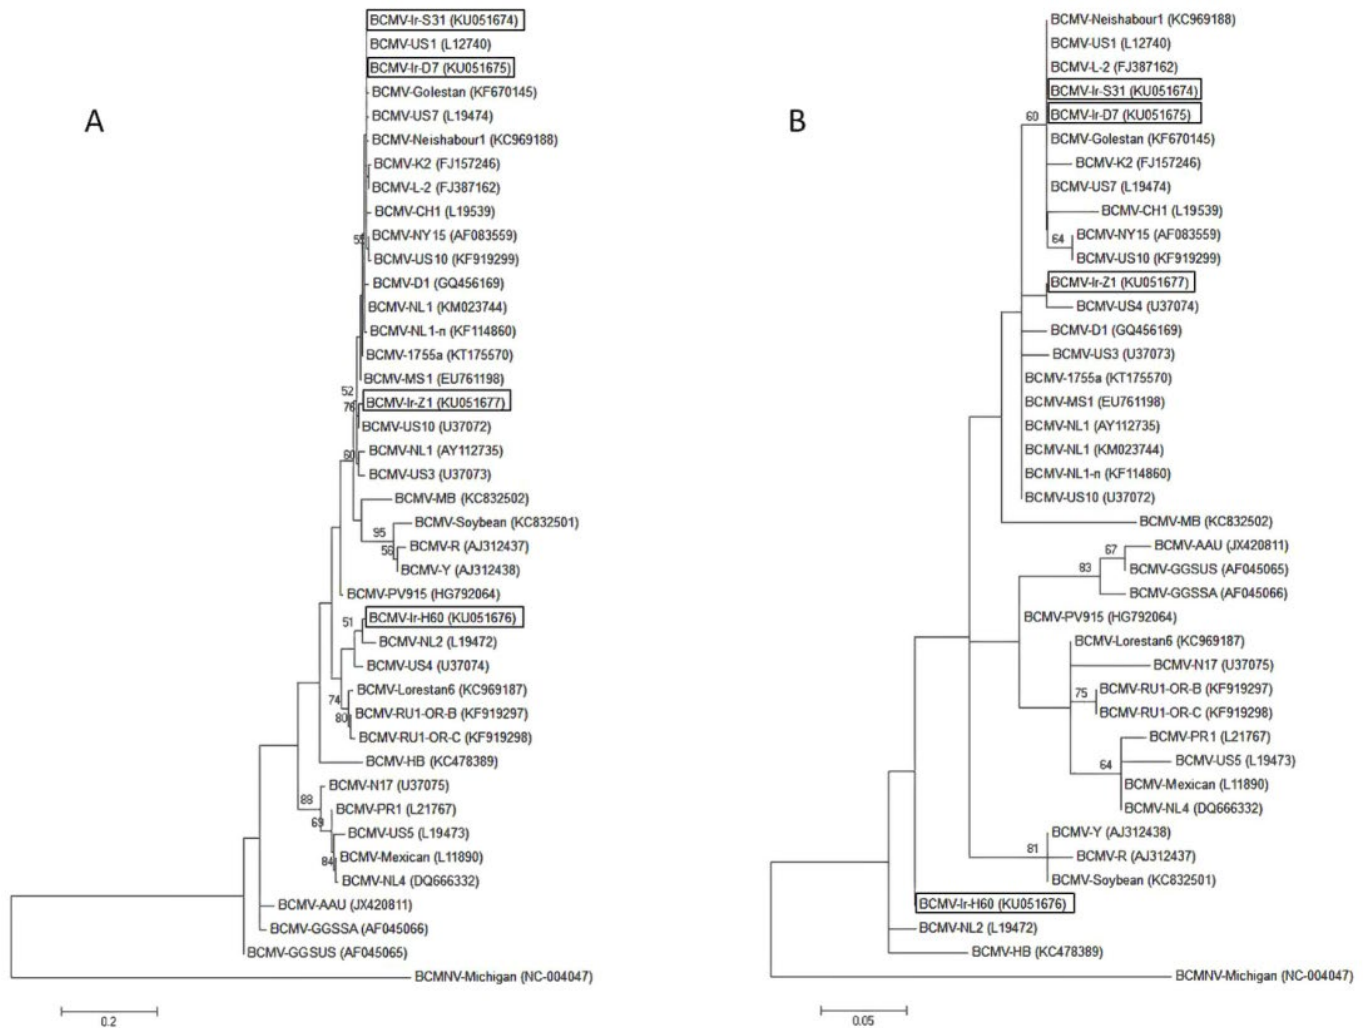 A
BCMV-Ir-S31 (KU051674)
BCMV-US1 (L12740)
BCMV-Ir-D7 (KU051675)
BCMV-Golestan (KF670145)
BCMV-US7 (L19474)
BCMV-Neishabour1 (KC969188)
BCMV-K2 (FJ157246)
BCMV-L-2 (FJ387162)
BCMV-CH1 (L19539)
BCMV-NY15 (AF083559)
55
BCMV-US10 (KF919299)
BCMV-D1 (GQ456169)
BCMV-NL1 (KM023744)
BCMV-NL1-n (KF114860)
BCMV-1755a (KT175570)
BCMV-MS1 (EU761198)
52
76
BCMV-Ir-Z1 (KU051677)
BCMV-US10 (U37072)
BCMV-NL1 (AY112735)
60
BCMV-US3 (U37073)
BCMV-MB (KC832502)
BCMV-Soybean (KC832501)
95
BCMV-R (AJ312437)
56
BCMV-Y (AJ312438)
BCMV-PV915 (HG792064)
BCMV-Ir-H60 (KU051676)
51
BCMV-NL2 (L19472)
BCMV-US4 (U37074)
BCMV-Lorestan6 (KC969187)
74
BCMV-RU1-OR-B (KF919297)
80
BCMV-RU1-OR-C (KF919298)
BCMV-HB (KC478389)
BCMV-N17 (U37075)
88
BCMV-PR1 (L21767)
69
BCMV-US5 (L19473)
BCMV-Mexican (L11890)
84
BCMV-NL4 (DQ666332)
BCMV-AAU (JX420811)
BCMV-GGSSA (AF045066)
BCMV-GGSUS (AF045065)
BCMNV-Michigan (NC-004047)
0.2
B
BCMV-Neishabour1 (KC969188)
BCMV-US1 (L12740)
BCMV-L-2 (FJ387162)
BCMV-Ir-S31 (KU051674)
60
BCMV-Ir-D7 (KU051675)
BCMV-Golestan (KF670145)
BCMV-K2 (FJ157246)
BCMV-US7 (L19474)
BCMV-CH1 (L19539)
BCMV-NY15 (AF083559)
64
BCMV-US10 (KF919299)
BCMV-Ir-Z1 (KU051677)
BCMV-US4 (U37074)
BCMV-D1 (GQ456169)
BCMV-US3 (U37073)
BCMV-1755a (KT175570)
BCMV-MS1 (EU761198)
BCMV-NL1 (AY112735)
BCMV-NL1 (KM023744)
BCMV-NL1-n (KF114860)
BCMV-US10 (U37072)
BCMV-MB (KC832502)
BCMV-AAU (JX420811)
67
BCMV-GGSUS (AF045065)
83
BCMV-GGSSA (AF045066)
BCMV-PV915 (HG792064)
BCMV-Lorestan6 (KC969187)
BCMV-N17 (U37075)
BCMV-RU1-OR-B (KF919297)
75
BCMV-RU1-OR-C (KF919298)
BCMV-PR1 (L21767)
BCMV-US5 (L19473)
64
BCMV-Mexican (L11890)
BCMV-NL4 (DQ666332)
BCMV-Y (AJ312438)
81
BCMV-R (AJ312437)
BCMV-Soybean (KC832501)
BCMV-Ir-H60 (KU051676)
BCMV-NL2 (L19472)
BCMV-HB (KC478389)
BCMNV-Michigan (NC-004047)
0.05